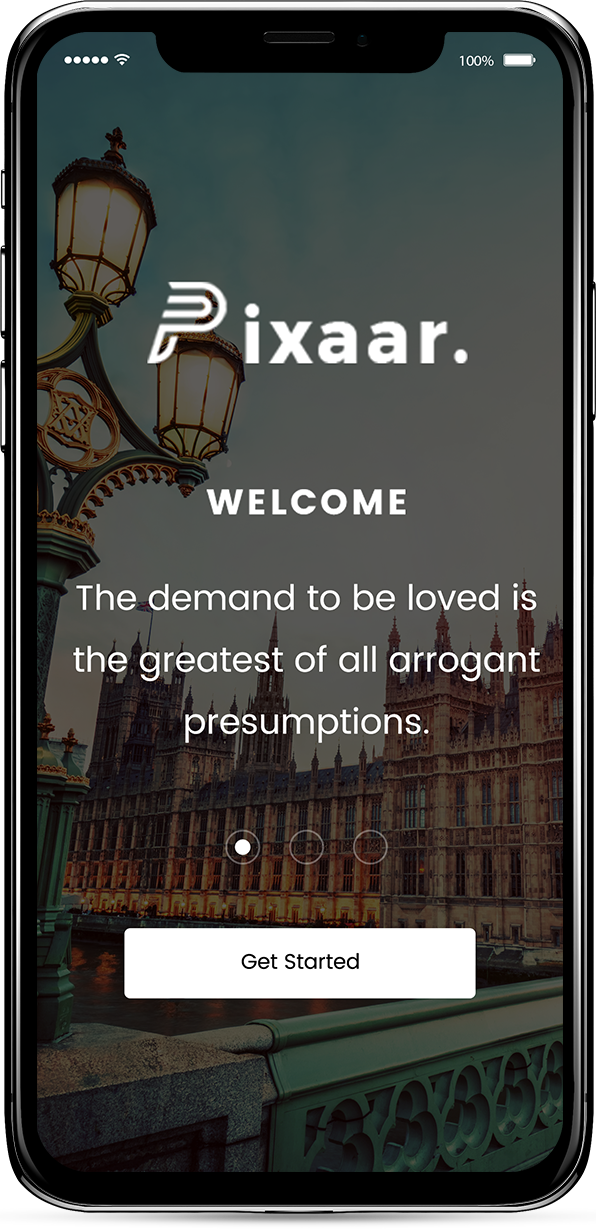 100%
Pixaar.
WELCOME
The demand to be loved is
the greatest of all arrogant
presumptions.
Get Started